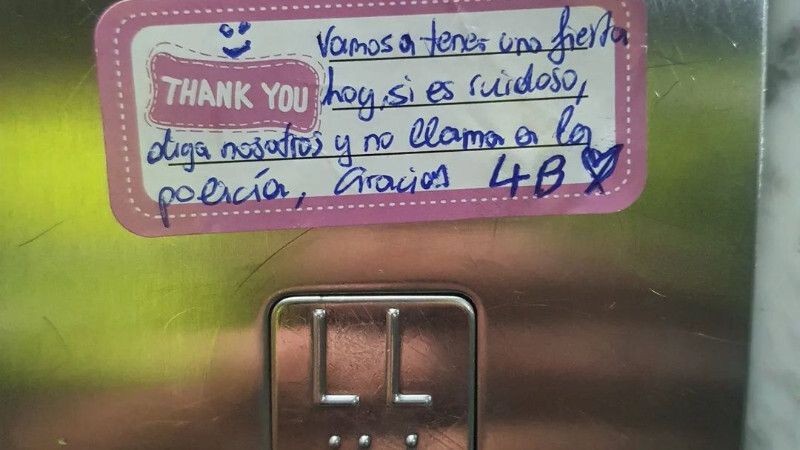 Vamos a tener una fiesta
THANK YOU
hoy, si es ruidoso,
diga nosotros y no llama a la
policía, Gracias 4B
LL